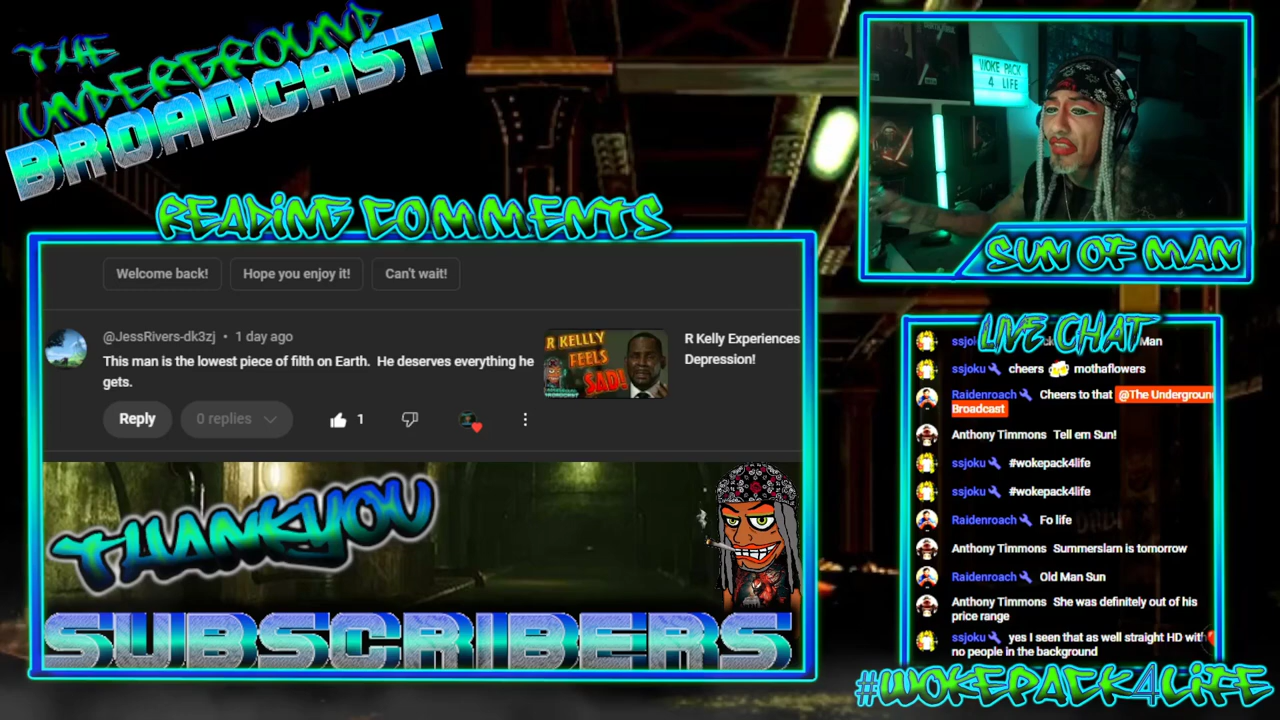 THE
UNDERGROUND
BROADCAST
READING COMMENTS
Welcome back!
Hope you enjoy it!
Can't wait!
@JessRivers-dk3zj • 1 day ago
This man is the lowest piece of filth on Earth. He deserves everything he
gets.
Reply
0 replies
1
R KELLLY
FEELS
SAD!
R Kelly Experiences
Depression!
THANKYOU
SUBSCRIBERS
WOKE PACK
4 LIFE
SUN OF MAN
LIVE CHAT
Man
ssjoku cheers mothaflowers
Raidenroach Cheers to that @The Underground
Broadcast
Anthony Timmons Tell em Sun!
ssjoku #wokepack4life
ssjoku #wokepack4life
Raidenroach Fo life
Anthony Timmons Summerslam is tomorrow
Raidenroach Old Man Sun
Anthony Timmons She was definitely out of his
price range
ssjoku yes I seen that as well straight HD with
no people in the background
#WOKEPACK4LIFE